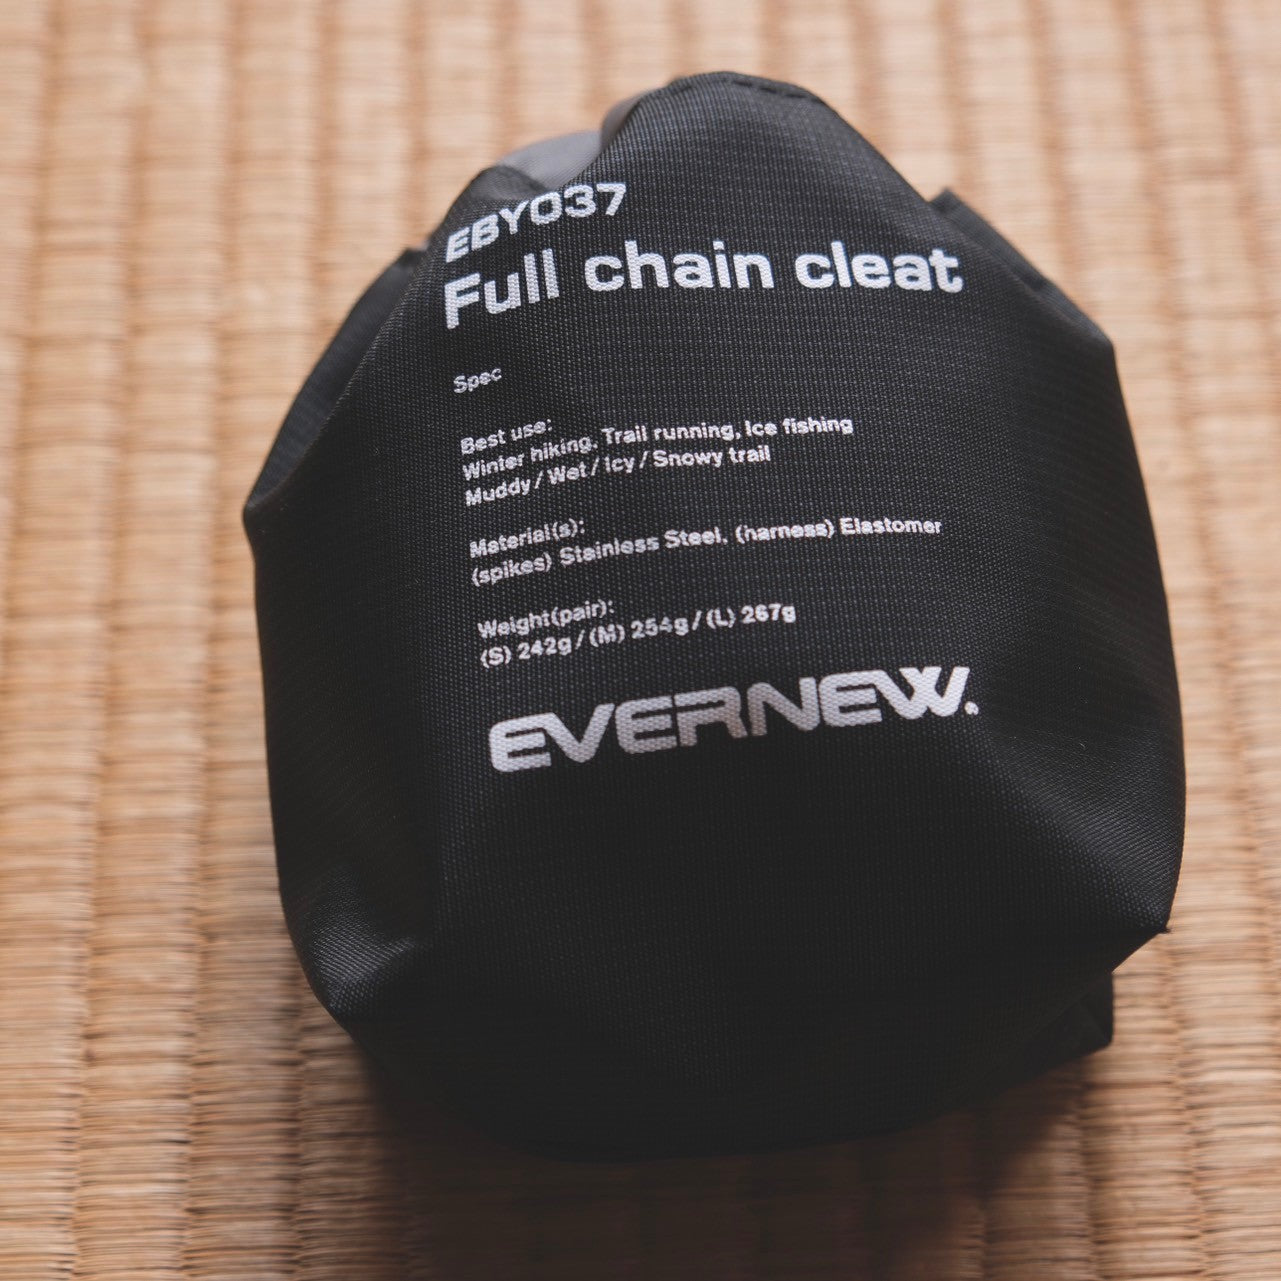 EBY037
Full chain cleat
Spec
Best use:
Winter hiking, Trail running, Ice fishing
Muddy / Wet / Icy / Snowy trail
Material(s):
(spikes) Stainless Steel, (harness) Elastomer
Weight(pair):
(S) 242g / (M) 254g / (L) 267g
EVERNEW.